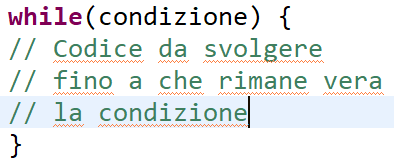 while(condizione) {
// Codice da svolgere
// fino a che rimane vera
// la condizione
}